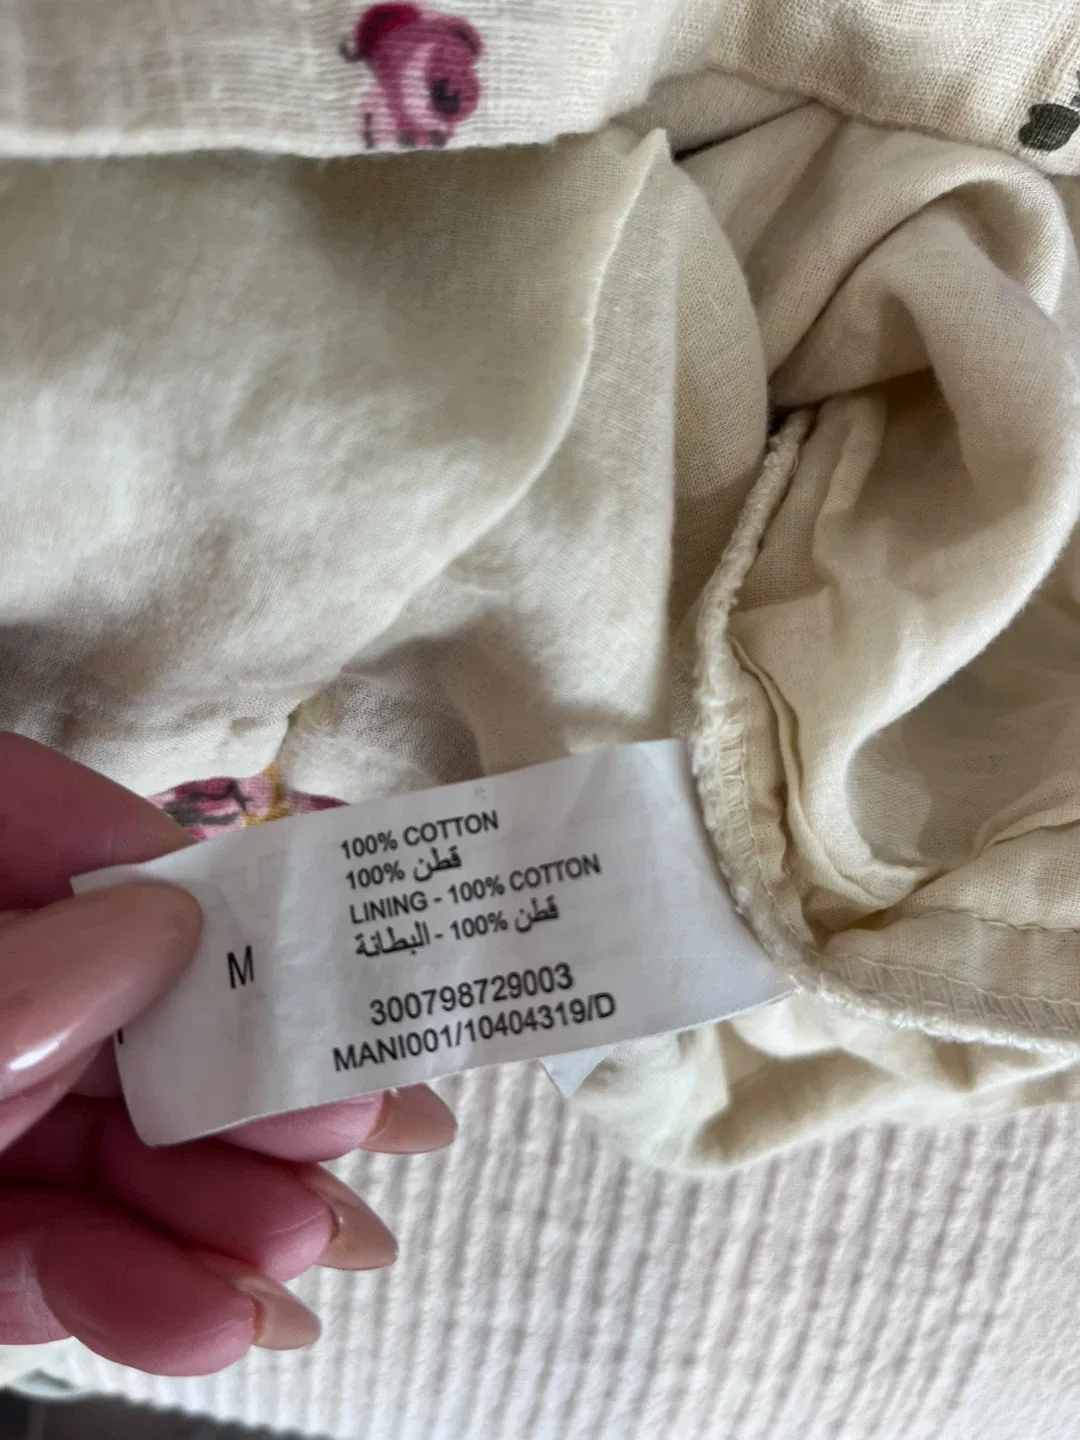 100% COTTON
100% قطن
LINING - 100% COTTON
البطانة - 100% قطن
M
300798729003
MANI001/10404319/D